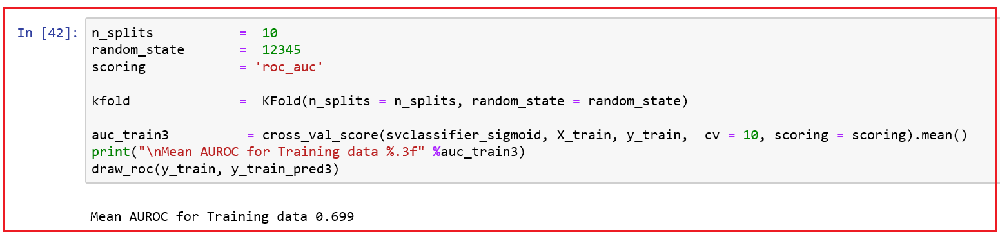 In [42]:
n_splits           =  10
random_state       =  12345
scoring            = 'roc_auc'
kfold              =  KFold(n_splits = n_splits, random_state = random_state)
auc_train3          = cross_val_score(svclassifier_sigmoid, X_train, y_train,  cv = 10, scoring = scoring).mean()
print("\nMean AUROC for Training data %.3f" %auc_train3)
draw_roc(y_train, y_train_pred3)
Mean AUROC for Training data 0.699